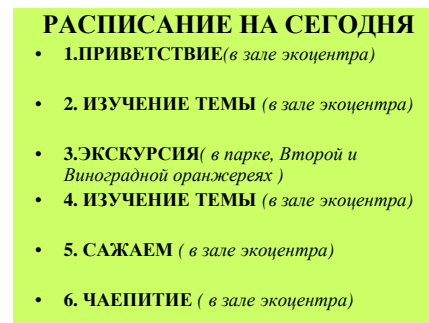 РАСПИСАНИЕ НА СЕГОДНЯ
• 1.ПРИВЕТСТВИЕ(в зале экоцентра)
• 2. ИЗУЧЕНИЕ ТЕМЫ (в зале экоцентра)
• 3.ЭКСКУРСИЯ( в парке, Второй и
Виноградной оранжереях )
• 4. ИЗУЧЕНИЕ ТЕМЫ (в зале экоцентра)
• 5. САЖАЕМ ( в зале экоцентра)
• 6. ЧАЕПИТИЕ ( в зале экоцентра)